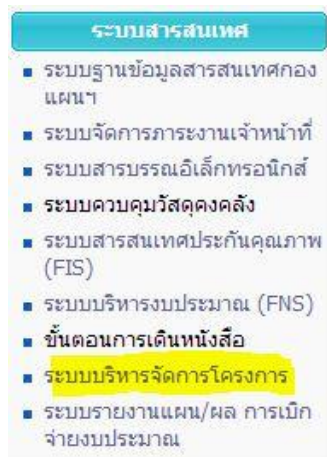 ระบบสารสนเทศ
ระบบฐานข้อมูลสารสนเทศกอง
แผนฯ
ระบบจัดการภาระงานเจ้าหน้าที่
ระบบสารบรรณอิเล็กทรอนิกส์
ระบบควบคุมวัสดุคงคลัง
ระบบสารสนเทศประกันคุณภาพ
(FIS)
ระบบบริหารงบประมาณ (FNS)
ขั้นตอนการเดินหนังสือ
ระบบบริหารจัดการโครงการ
ระบบรายงานแผน/ผล การเบิก
จ่ายงบประมาณ